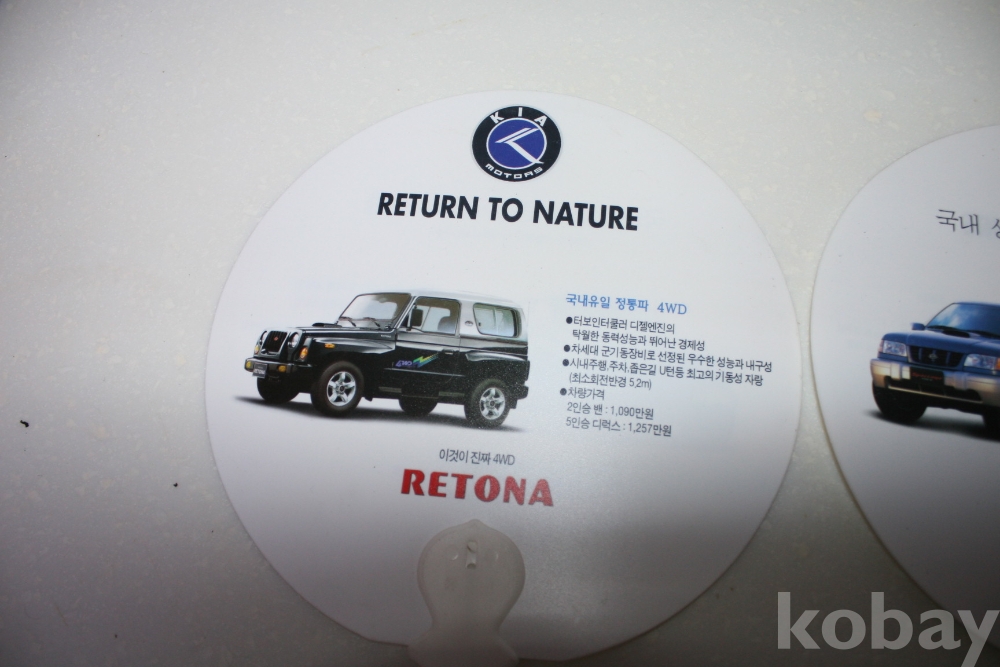 KIA
MOTORS
RETURN TO NATURE
국내유일 정통파 4WD
●터보인터쿨러 디젤엔진의
탁월한 동력성능과 뛰어난 경제성
●차세대 군기동장비로 선정된 우수한 성능과 내구성
●시내주행,주차,좁은길 U턴등 최고의 기동성 자랑
(최소회전반경 5.2m)
●차량가격
2인승 밴 : 1,090만원
5인승 디럭스 : 1,257만원
4WD
이것이 진짜 4WD
RETONA
국내
kobay